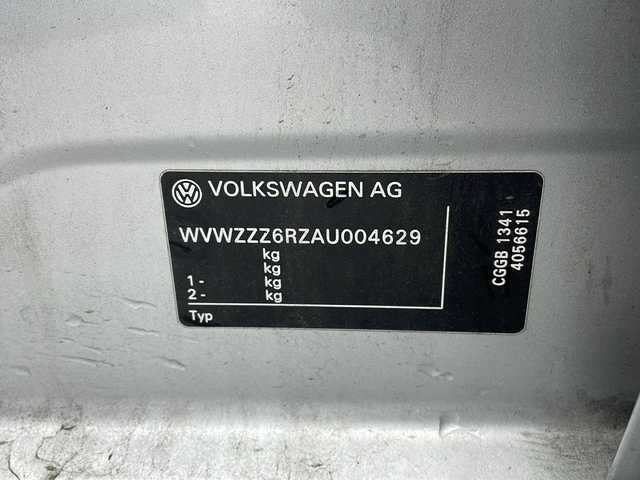 VOLKSWAGEN AG
WVWZZZ6RZAU004629
kg
kg
1 - kg
2 - kg
Typ
CGGB 1341
4056615